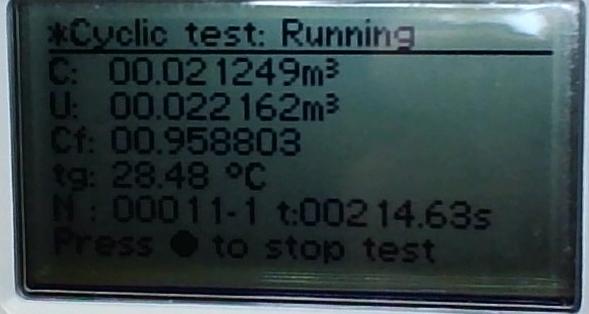 *Cyclic test: Running
C: 00.021249m³
U: 00.022162m³
Cf: 00.958803
tg: 28.48 °C
N : 00011-1 t:00214.63s
Press ● to stop test